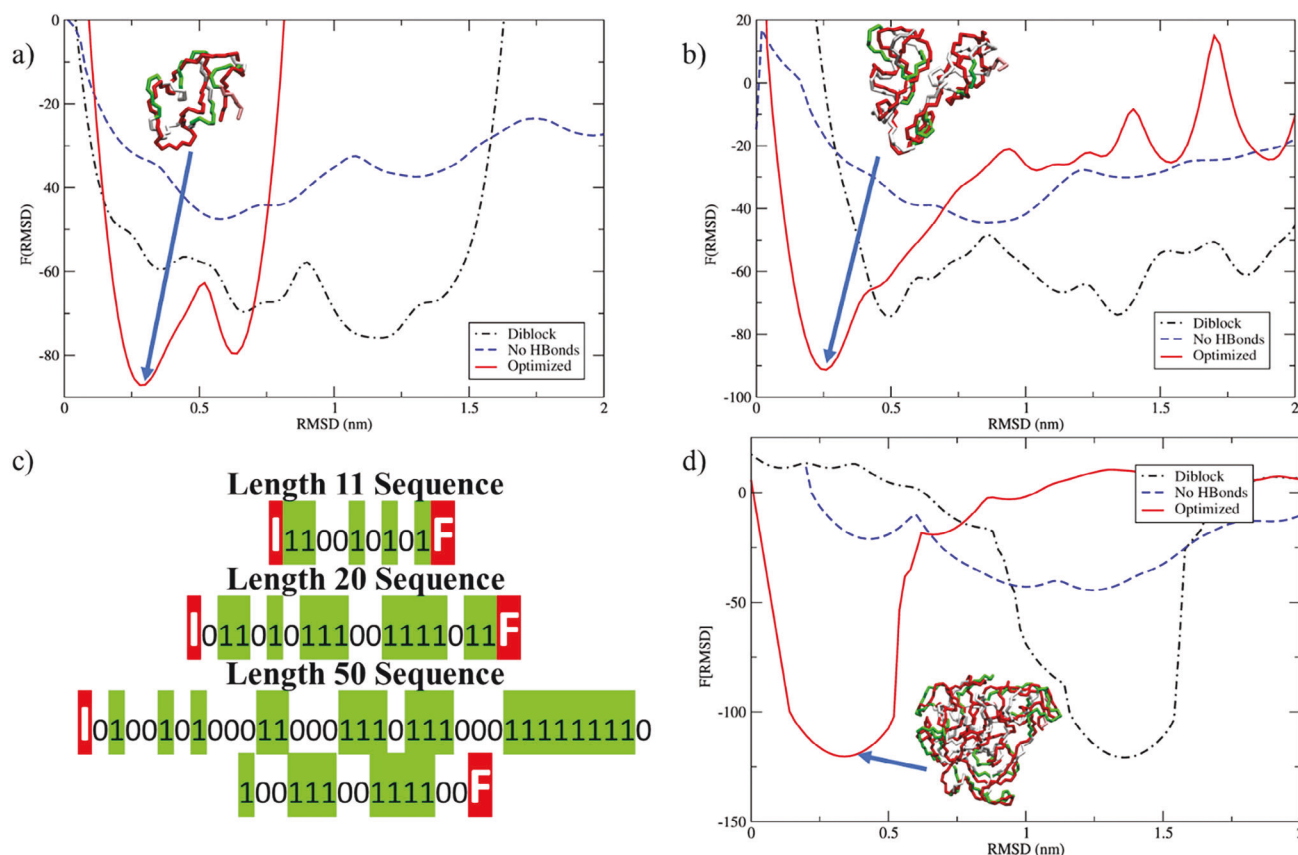 a)
0
-20
-40
-60
-80
F(RMSD)
0
0.5
1
1.5
2
RMSD (nm)
Diblock
No HBonds
Optimized
b)
20
0
-20
-40
-60
-80
-100
F(RMSD)
0
0.5
1
1.5
2
RMSD (nm)
Diblock
No HBonds
Optimized
c)
Length 11 Sequence
I110010101F
Length 20 Sequence
I011010111001111011F
Length 50 Sequence
I0100101000110001110111000111111110
10011100111100F
d)
0
-50
-100
-150
F[RMSD]
0
0.5
1
1.5
2
RMSD (nm)
Diblock
No HBonds
Optimized